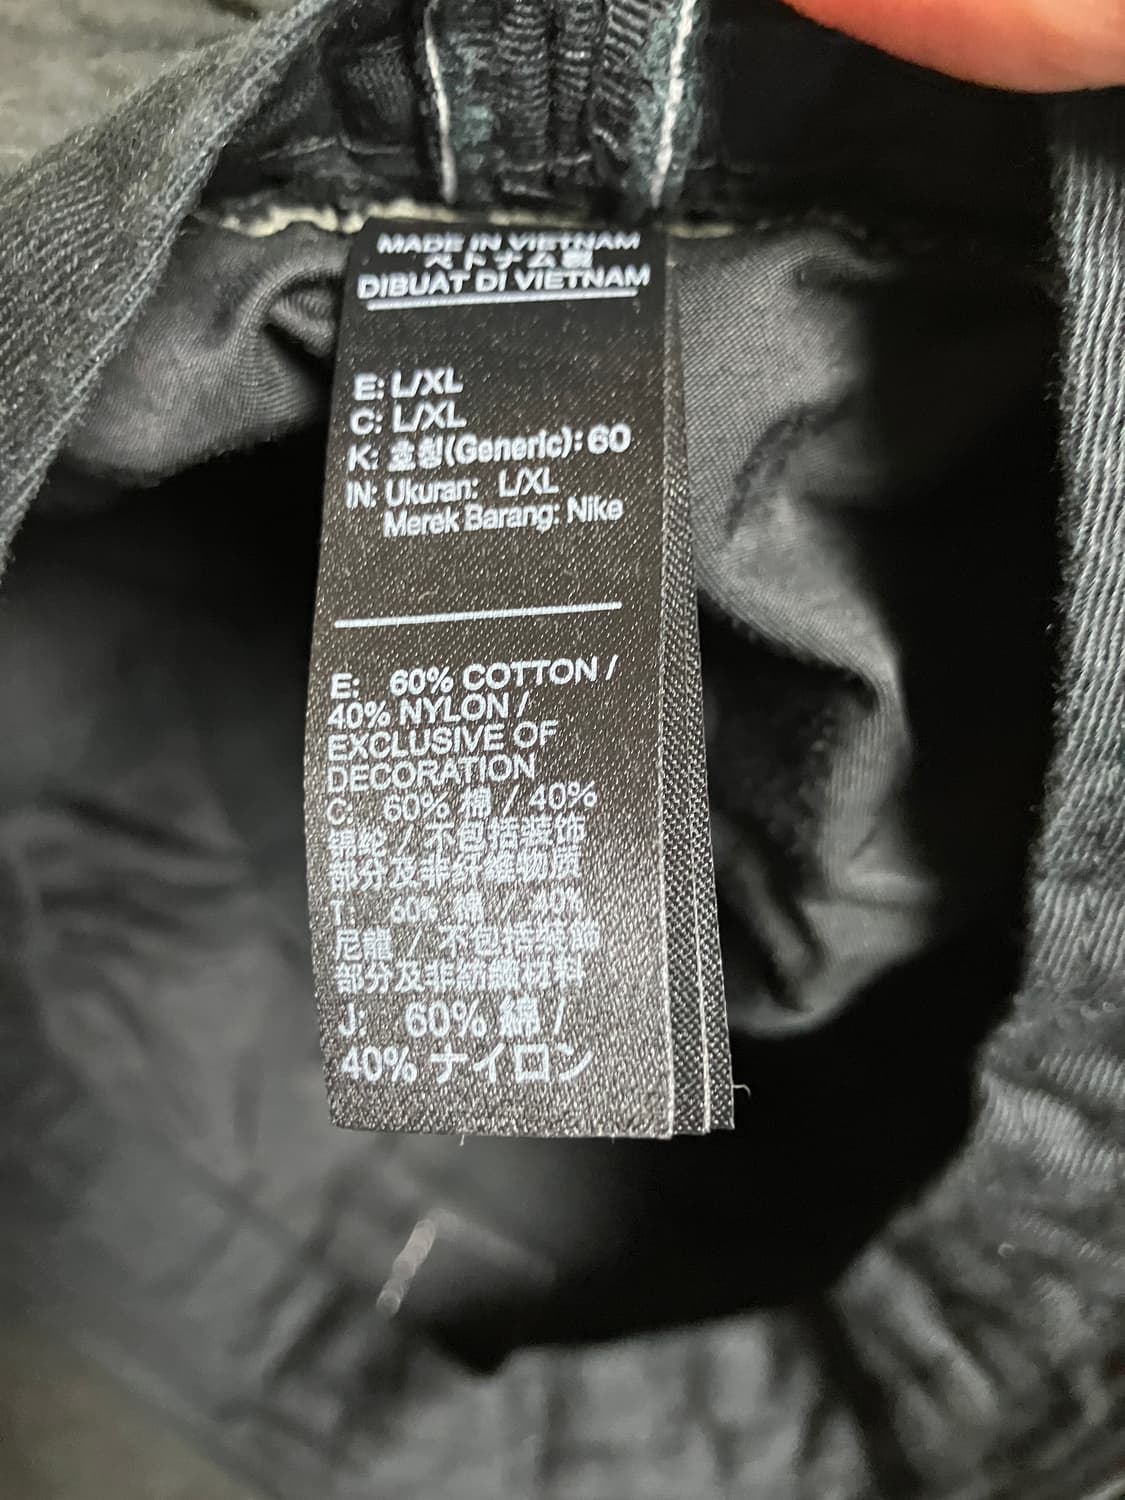 MADE IN VIETNAM
ベトナム製
DIBUAT DI VIETNAM
E: L/XL
C: L/XL
K: 호칭(Generic): 60
IN: Ukuran: L/XL
Merek Barang: Nike
E: 60% COTTON /
40% NYLON /
EXCLUSIVE OF
DECORATION
C: 60% 棉 / 40%
锦纶 / 不包括装饰
部分及非纤维物质
T: 60% 綿 / 40%
尼龍 / 不包括裝飾
部分及非紡織材料
J: 60% 綿 /
40% ナイロン